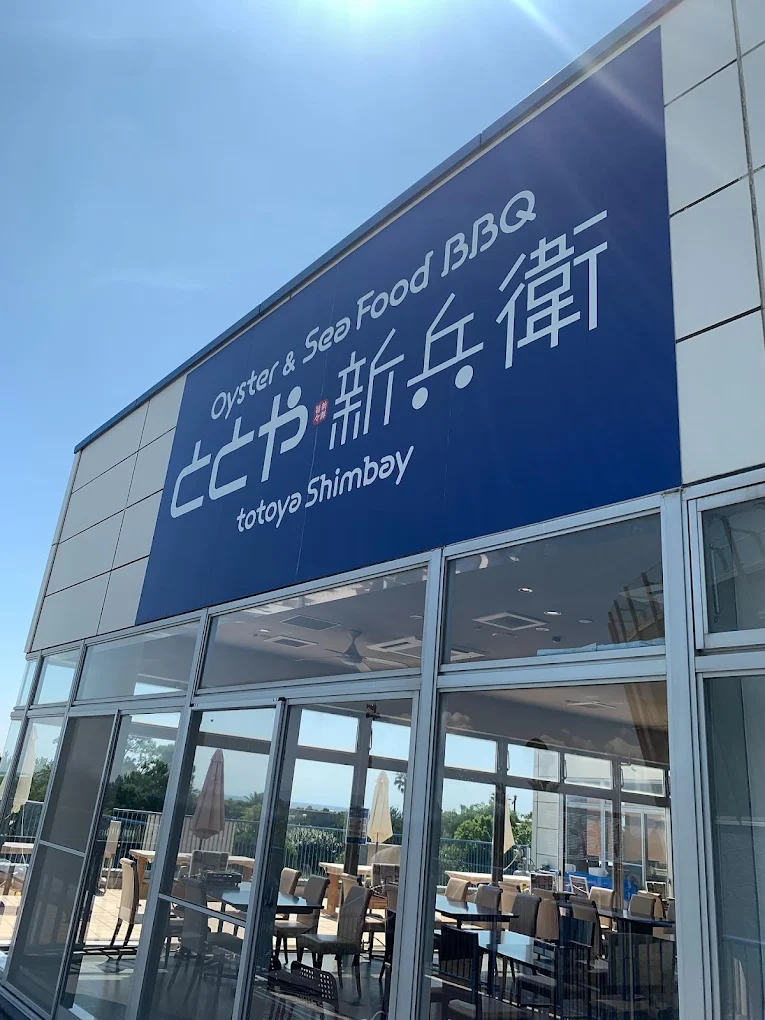 Oyster & Sea Food BBQ
ととや 新兵衛
totoya Shimbay